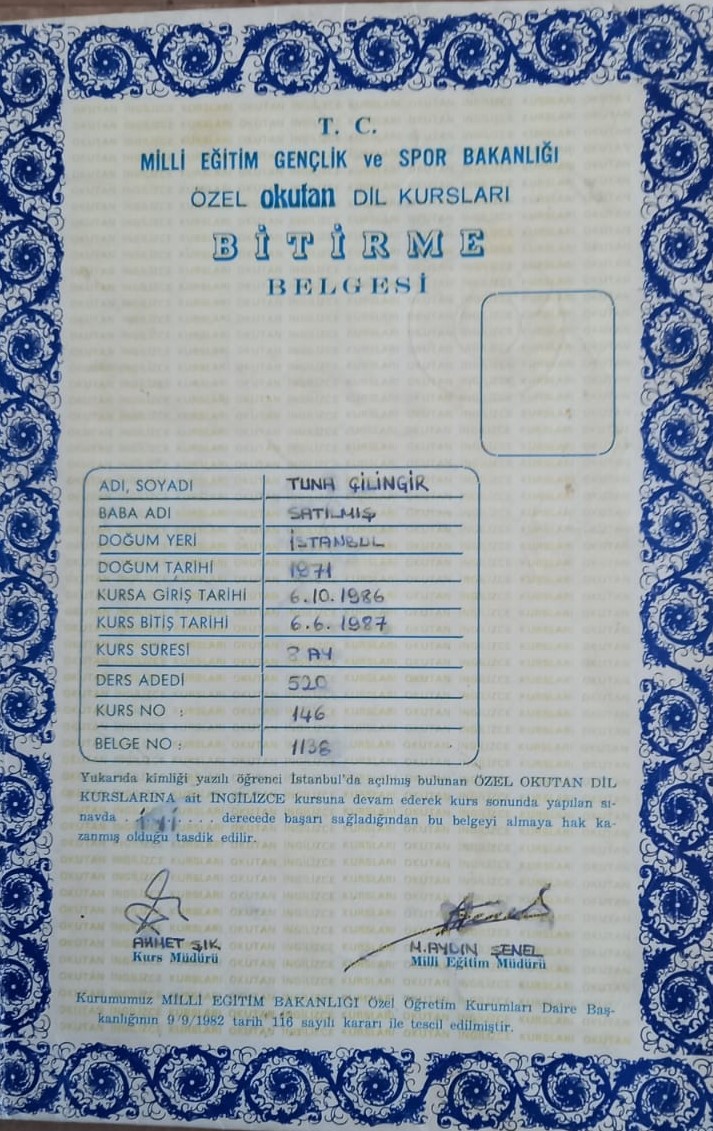 T. C.
MİLLİ EĞİTİM GENÇLİK ve SPOR BAKANLIĞI
ÖZEL okutan DİL KURSLARI
BİTİRME
BELGESİ
ADI, SOYADI TUNA ÇİLİNGİR
BABA ADI SATILMIŞ
DOĞUM YERİ İSTANBUL
DOĞUM TARİHİ 1971
KURSA GİRİŞ TARİHİ 6.10.1986
KURS BİTİŞ TARİHİ 6.6.1987
KURS SÜRESİ 8 AY
DERS ADEDİ 520
KURS NO : 146
BELGE NO : 1138
Yukarıda kimliği yazılı öğrenci İstanbul'da açılmış bulunan ÖZEL OKUTAN DİL
KURSLARINA ait İNGİLİZCE kursuna devam ederek kurs sonunda yapılan sı-
navda . iyi . . . . derecede başarı sağladığından bu belgeyi almaya hak ka-
zanmış olduğu tasdik edilir.
AHMET ŞIK
Kurs Müdürü
M.AYDIN ŞENEL
Milli Eğitim Müdürü
Kurumumuz MİLLİ EĞİTİM BAKANLIĞI Özel Öğretim Kurumları Daire Baş-
kanlığının 9/9/1982 tarih 116 sayılı kararı ile tescil edilmiştir.